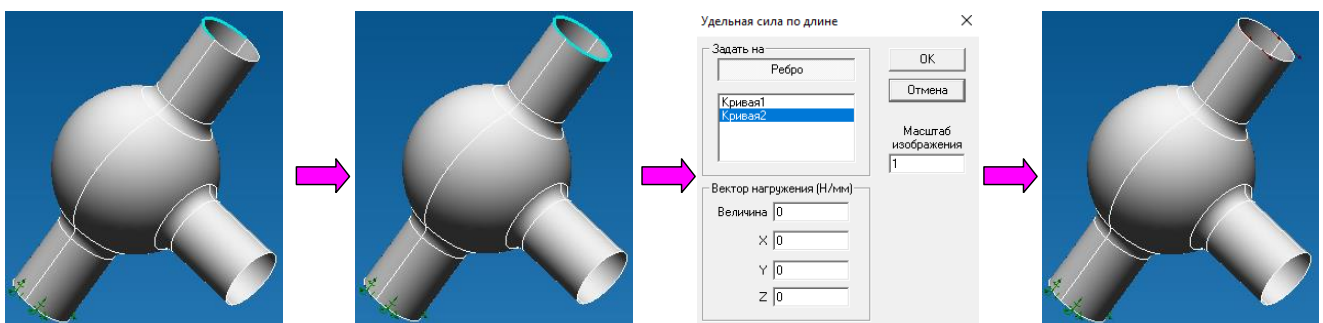 Удельная сила по длине
Задать на
Ребро
Кривая1
Кривая2
OK
Отмена
Масштаб
изображения
1
Вектор нагружения (Н/мм)
Величина 0
X 0
Y 0
Z 0